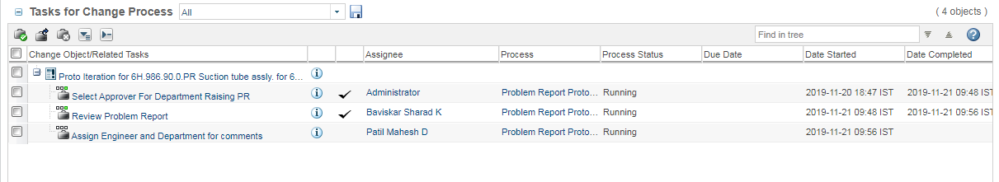 Tasks for Change Process All ( 4 objects )
Find in tree
Change Object/Related Tasks Assignee Process Process Status Due Date Date Started Date Completed
Proto Iteration for 6H.986.90.0.PR Suction tube assly. for 6...
Select Approver For Department Raising PR Administrator Problem Report Proto... Running 2019-11-20 18:47 IST 2019-11-21 09:48 IST
Review Problem Report Baviskar Sharad K Problem Report Proto... Running 2019-11-21 09:48 IST 2019-11-21 09:56 IST
Assign Engineer and Department for comments Patil Mahesh D Problem Report Proto... Running 2019-11-21 09:56 IST